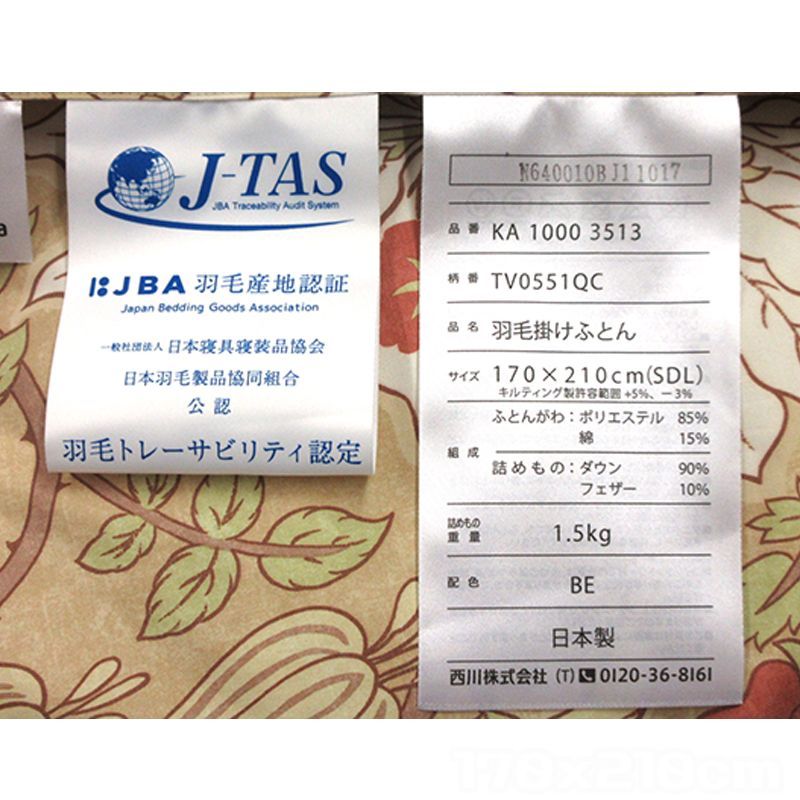 a
J-TAS
JBA Traceability Audit System
JBA 羽毛産地認証
Japan Bedding Goods Association
一般社団法人 日本寝具寝装品協会
日本羽毛製品協同組合
公認
羽毛トレーサビリティ認定
N640010BJ11017
品番 KA 1000 3513
柄番 TV0551QC
品名 羽毛掛けふとん
サイズ 170×210cm(SDL)
キルティング製許容範囲 +5%、−3%
組成 ふとんがわ:ポリエステル 85%
綿 15%
詰めもの:ダウン 90%
フェザー 10%
詰めもの重量 1.5kg
配色 BE
日本製
西川株式会社 (T) 0120-36-8161
170x210cm